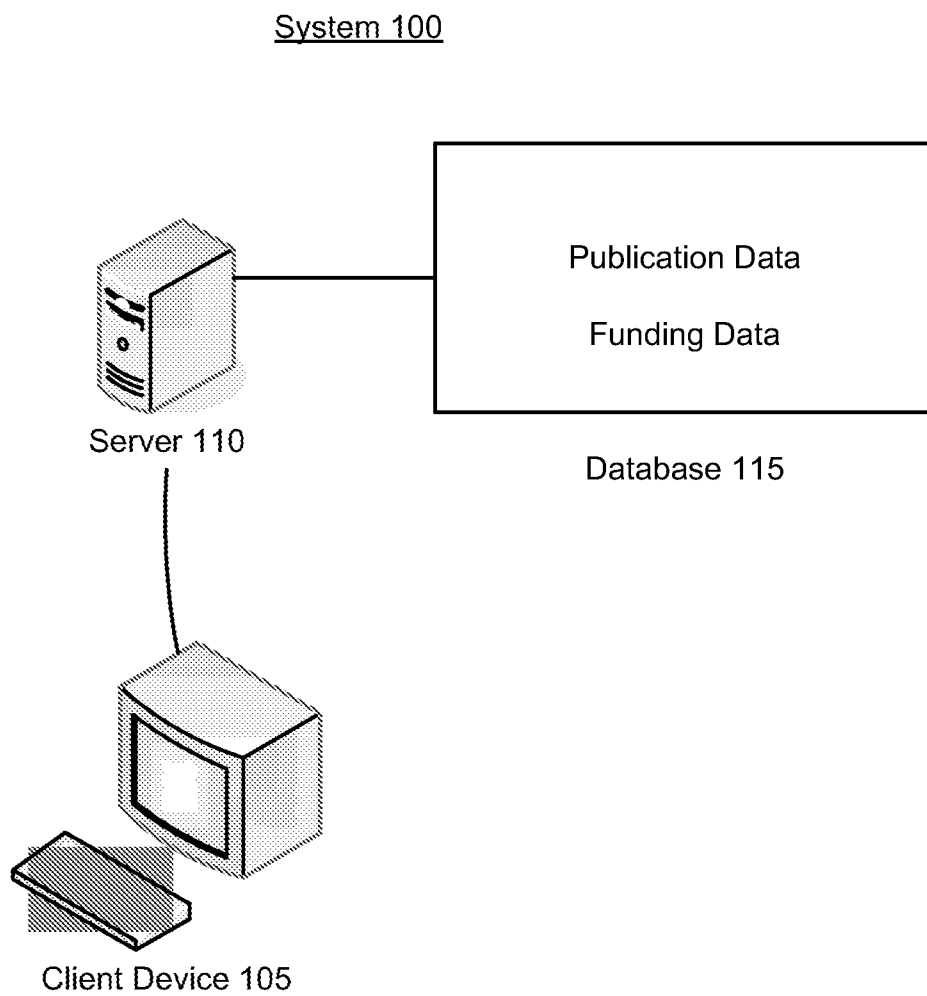 System 100
Publication Data
Funding Data
Server 110
Database 115
Client Device 105